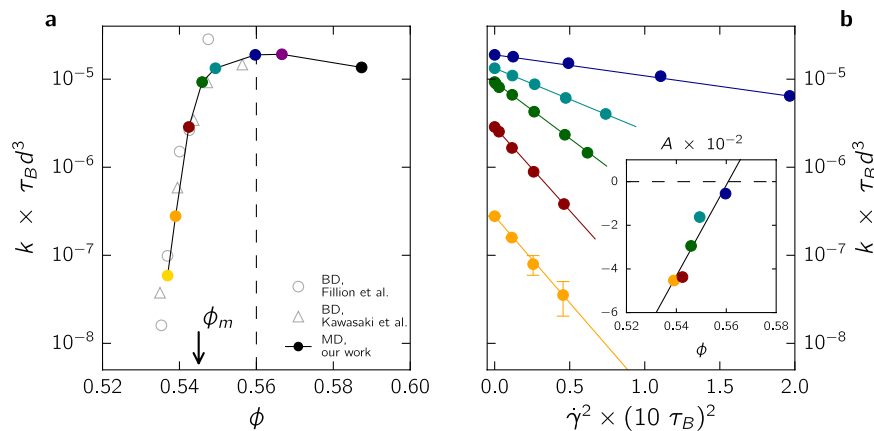 a
b
k × τ_B d³
10⁻⁵
10⁻⁶
10⁻⁷
10⁻⁸
BD,
Fillion et al.
BD,
Kawasaki et al.
MD,
our work
ϕ_m
0.52
0.54
0.56
0.58
0.60
ϕ
A × 10⁻²
0
-2
-4
-6
0.52
0.54
0.56
0.58
ϕ
10⁻⁵
10⁻⁶
10⁻⁷
10⁻⁸
k × τ_B d³
0.0
0.5
1.0
1.5
2.0
γ̇² × (10 τ_B)²